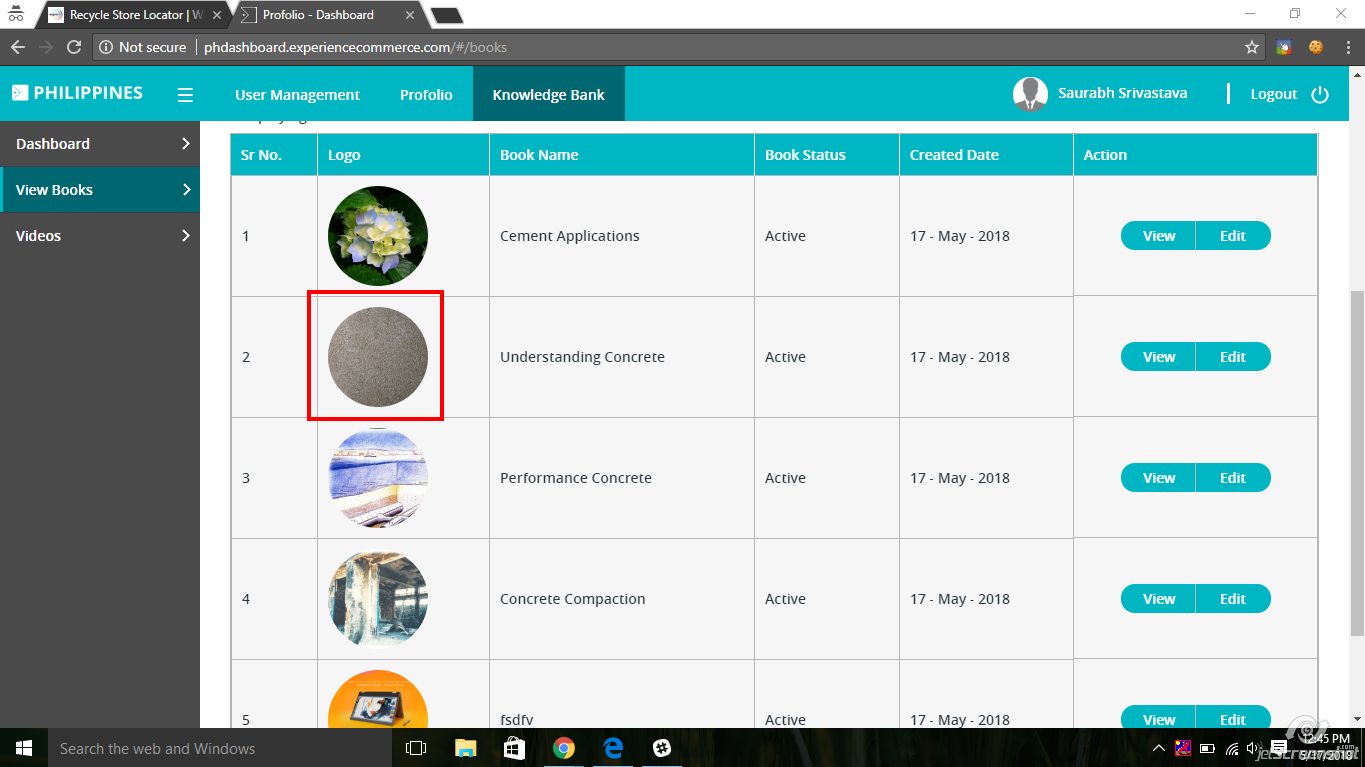 Recycle Store Locator | W
Profolio - Dashboard
Not secure phdashboard.experiencecommerce.com/#/books
PHILIPPINES
User Management
Profolio
Knowledge Bank
Saurabh Srivastava
Logout
Dashboard
View Books
Videos
Sr No. Logo Book Name Book Status Created Date Action
1 Cement Applications Active 17 - May - 2018 View Edit
2 Understanding Concrete Active 17 - May - 2018 View Edit
3 Performance Concrete Active 17 - May - 2018 View Edit
4 Concrete Compaction Active 17 - May - 2018 View Edit
5 fsdfv Active 17 - May - 2018 View Edit
Search the web and Windows
12:45 PM
5/17/2018